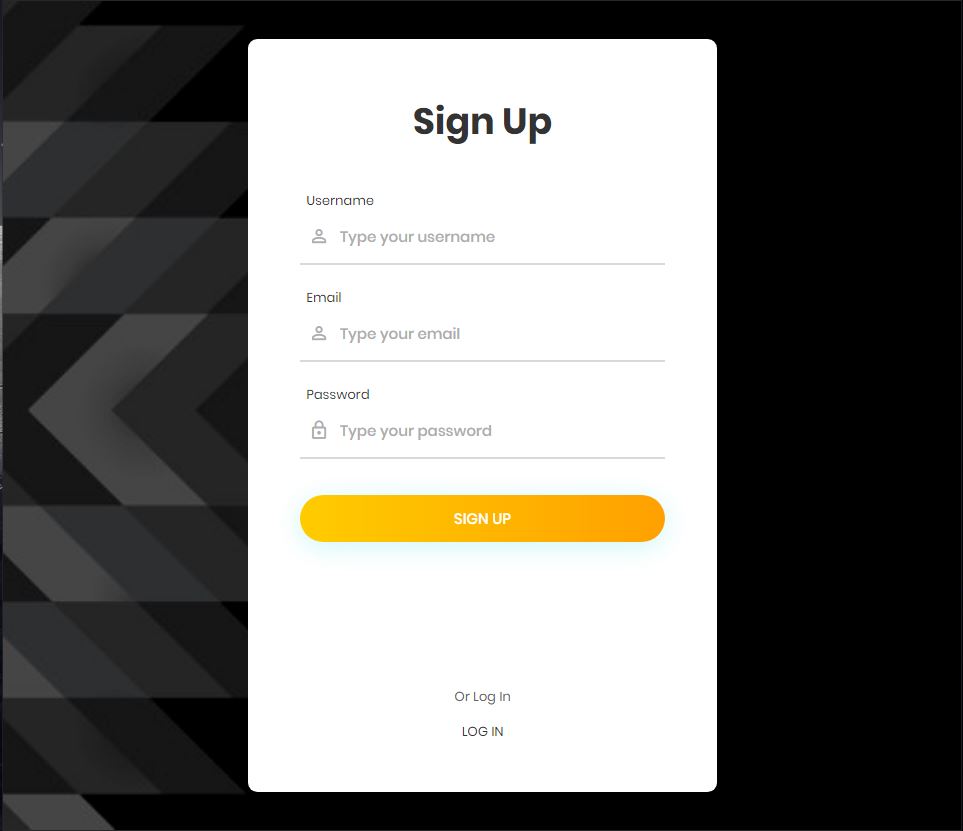 Sign Up
Username
Type your username
Email
Type your email
Password
Type your password
SIGN UP
Or Log In
LOG IN